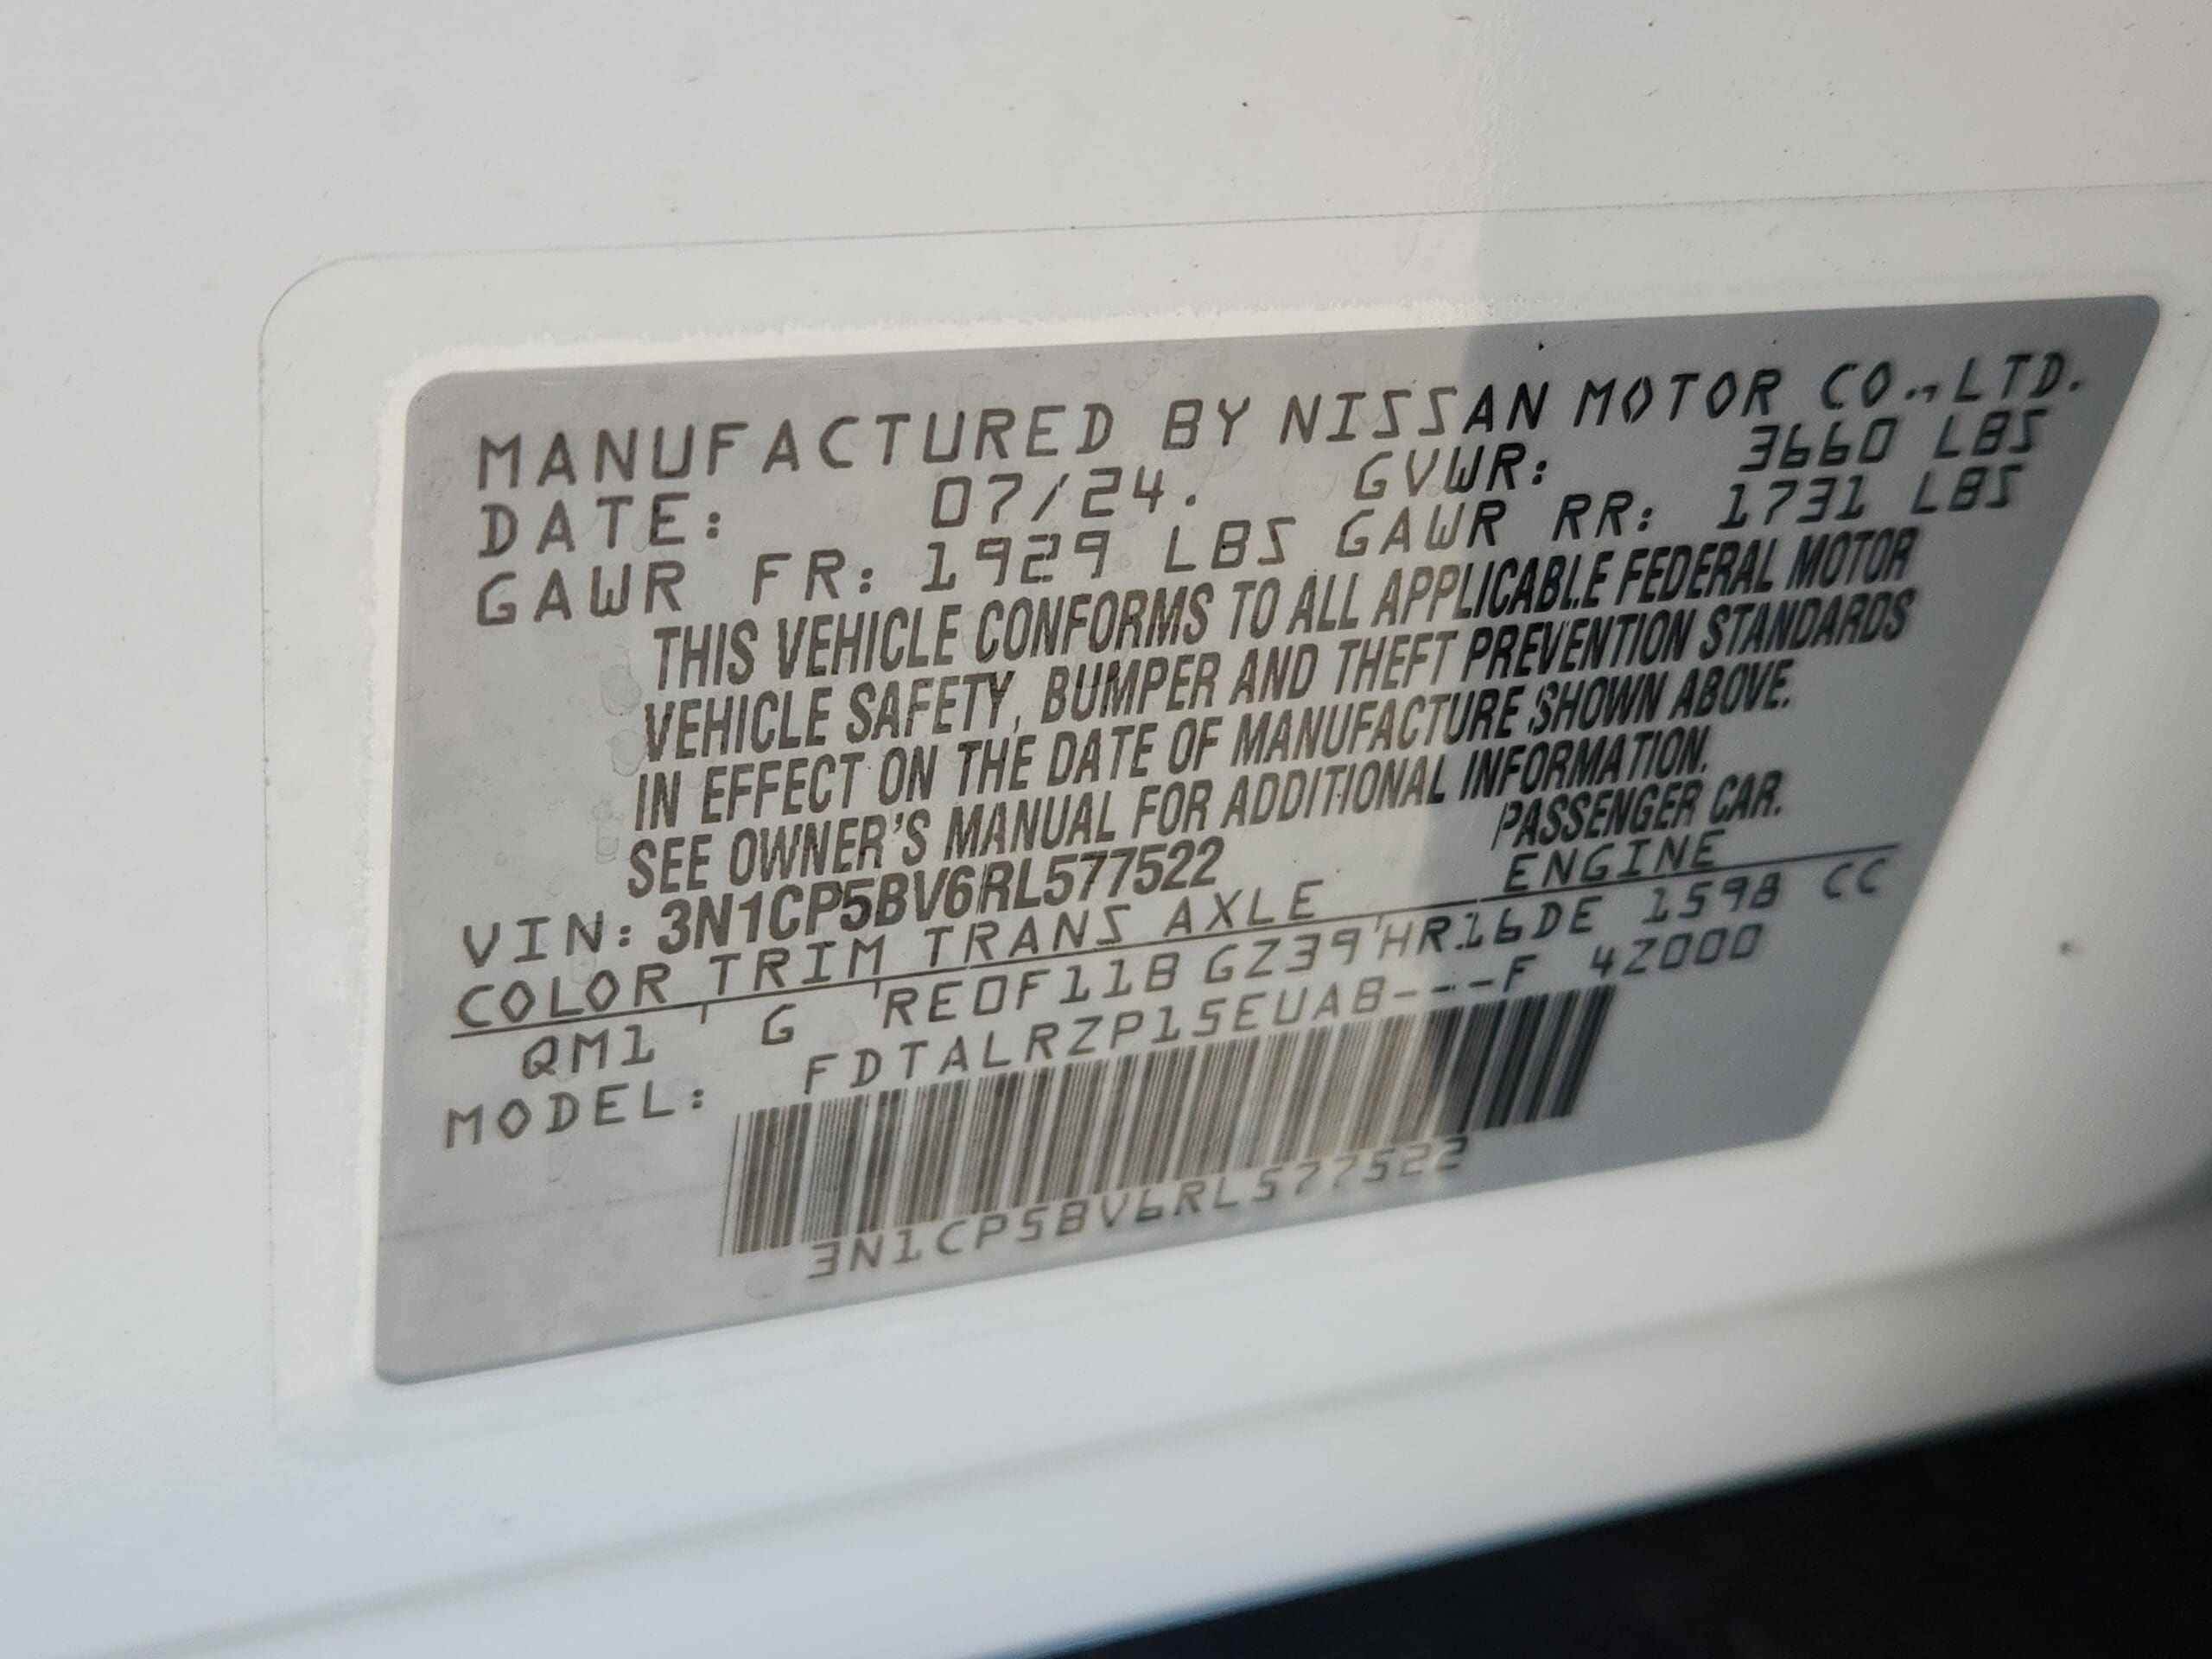 MANUFACTURED BY NISSAN MOTOR CO.,LTD.
DATE: 07/24. GVWR: 3660 LBS
GAWR FR: 1929 LBS GAWR RR: 1731 LBS
THIS VEHICLE CONFORMS TO ALL APPLICABLE FEDERAL MOTOR
VEHICLE SAFETY, BUMPER AND THEFT PREVENTION STANDARDS
IN EFFECT ON THE DATE OF MANUFACTURE SHOWN ABOVE.
SEE OWNER'S MANUAL FOR ADDITIONAL INFORMATION.
VIN: 3N1CP5BV6RL577522 PASSENGER CAR.
COLOR TRIM TRANS AXLE ENGINE
QM1 G RE0F11B GZ39 HR16DE 1598 CC
MODEL: FDTALRZP15EUAB---F 4Z000
3N1CP5BV6RL577522